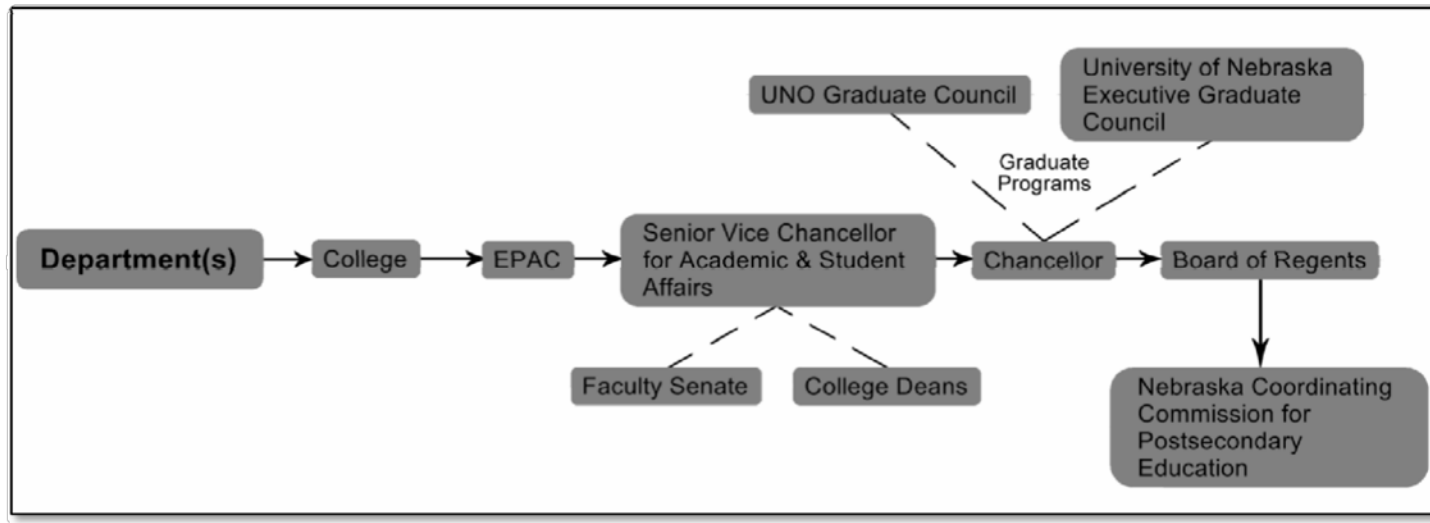 UNO Graduate Council
University of Nebraska
Executive Graduate
Council
Graduate
Programs
Department(s)
College
EPAC
Senior Vice Chancellor
for Academic & Student
Affairs
Chancellor
Board of Regents
Faculty Senate
College Deans
Nebraska Coordinating
Commission for
Postsecondary
Education